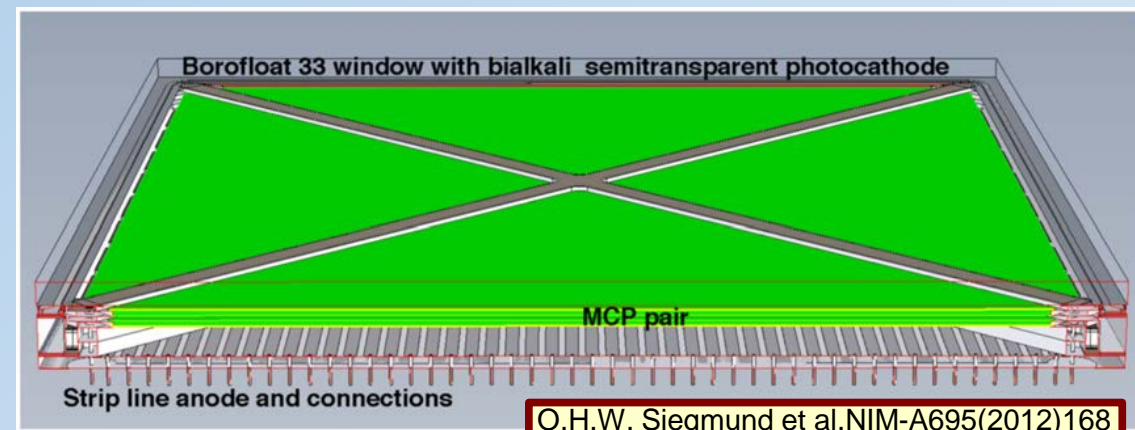 Borofloat 33 window with bialkali semitransparent photocathode
MCP pair
Strip line anode and connections
O.H.W. Siegmund et al.NIM-A695(2012)168